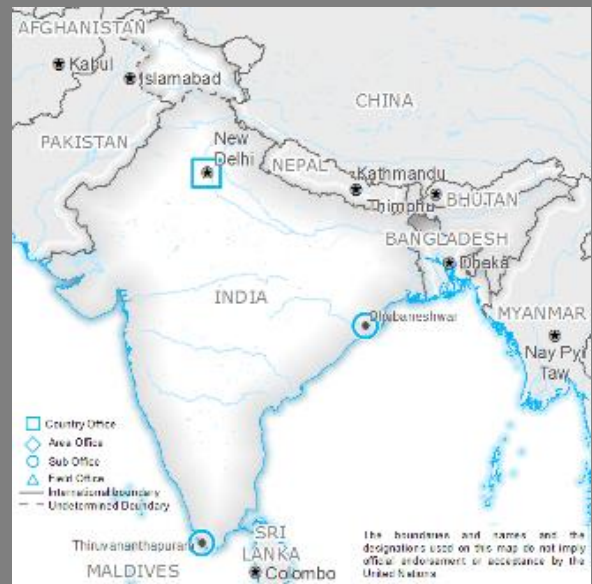 AFGHANISTAN
Kabul
Islamabad
CHINA
PAKISTAN
New
Delhi
NEPAL
Kathmandu
Thimphu
BHUTAN
BANGLADESH
Dhaka
INDIA
MYANMAR
Bhubaneshwar
Nay Pyi
Taw
Country Office
Area Office
Sub Office
Field Office
International boundary
Undetermined Boundary
Thiruvananthapuram
SRI
LANKA
MALDIVES
Colombo
The boundaries and names and the
designations used on this map do not imply
official endorsement or acceptance by the
United Nations